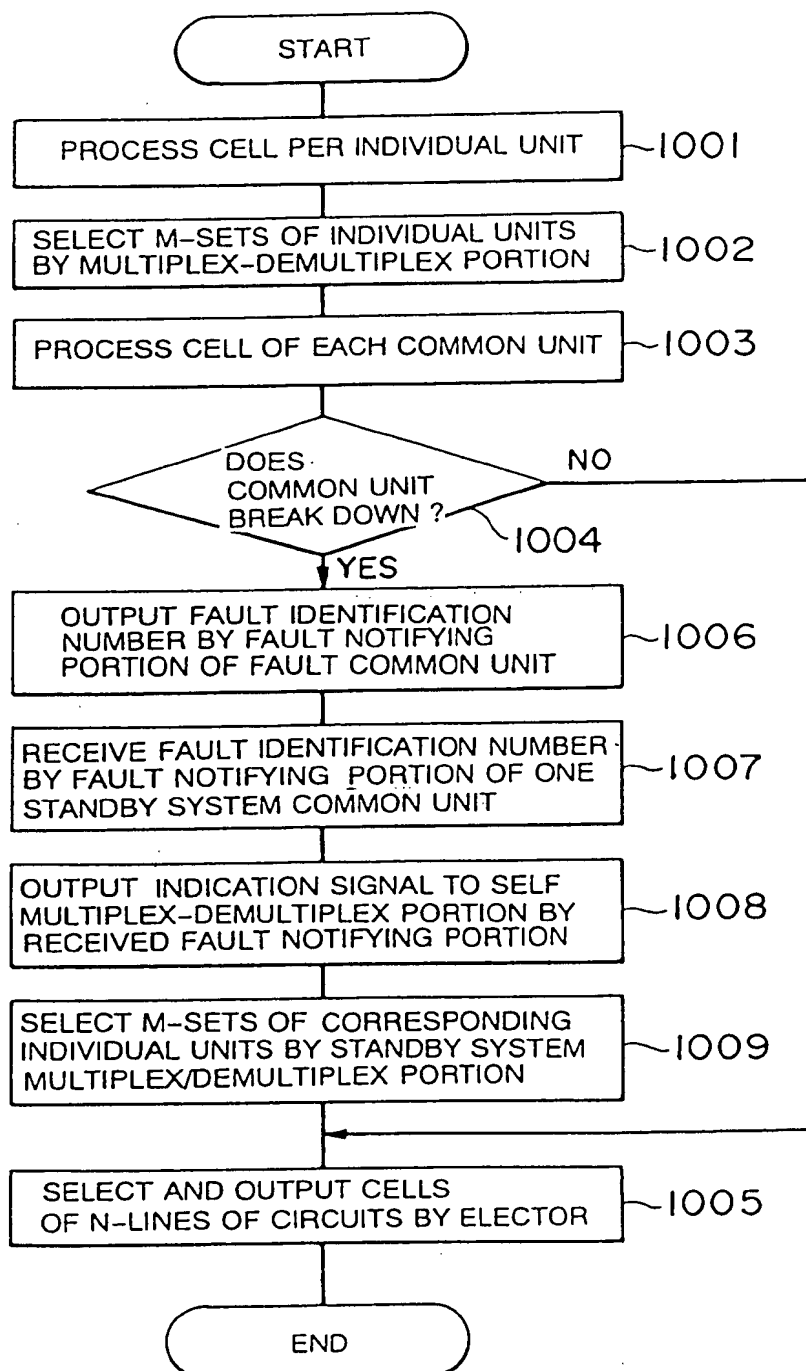 START
PROCESS CELL PER INDIVIDUAL UNIT
1001
SELECT M-SETS OF INDIVIDUAL UNITS
BY MULTIPLEX-DEMULTIPLEX PORTION
1002
PROCESS CELL OF EACH COMMON UNIT
1003
DOES
COMMON UNIT
BREAK DOWN ?
NO
1004
YES
OUTPUT FAULT IDENTIFICATION
NUMBER BY FAULT NOTIFYING
PORTION OF FAULT COMMON UNIT
1006
RECEIVE FAULT IDENTIFICATION NUMBER
BY FAULT NOTIFYING PORTION OF ONE
STANDBY SYSTEM COMMON UNIT
1007
OUTPUT INDICATION SIGNAL TO SELF
MULTIPLEX-DEMULTIPLEX PORTION BY
RECEIVED FAULT NOTIFYING PORTION
1008
SELECT M-SETS OF CORRESPONDING
INDIVIDUAL UNITS BY STANDBY SYSTEM
MULTIPLEX/DEMULTIPLEX PORTION
1009
SELECT AND OUTPUT CELLS
OF N-LINES OF CIRCUITS BY ELECTOR
1005
END